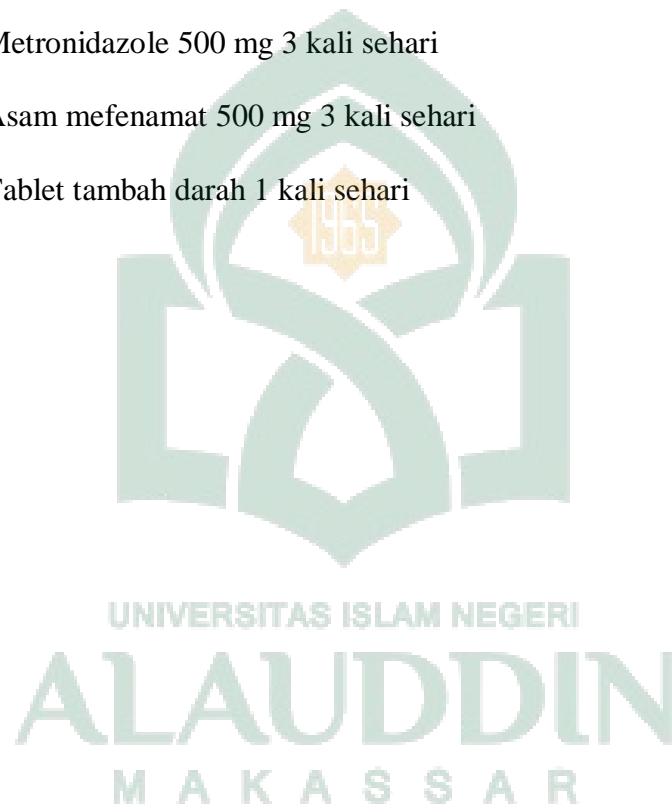 Metronidazole 500 mg 3 kali sehari
Asam mefenamat 500 mg 3 kali sehari
Tablet tambah darah 1 kali sehari
1965
UNIVERSITAS ISLAM NEGERI
ALAUDDIN
MAKASSAR